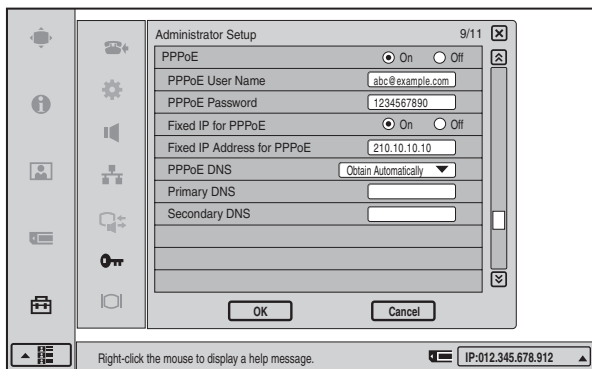 Administrator Setup 9/11
PPPoE On Off
PPPoE User Name abc@example.com
PPPoE Password 1234567890
Fixed IP for PPPoE On Off
Fixed IP Address for PPPoE 210.10.10.10
PPPoE DNS Obtain Automatically
Primary DNS
Secondary DNS
OK Cancel
Right-click the mouse to display a help message. IP:012.345.678.912